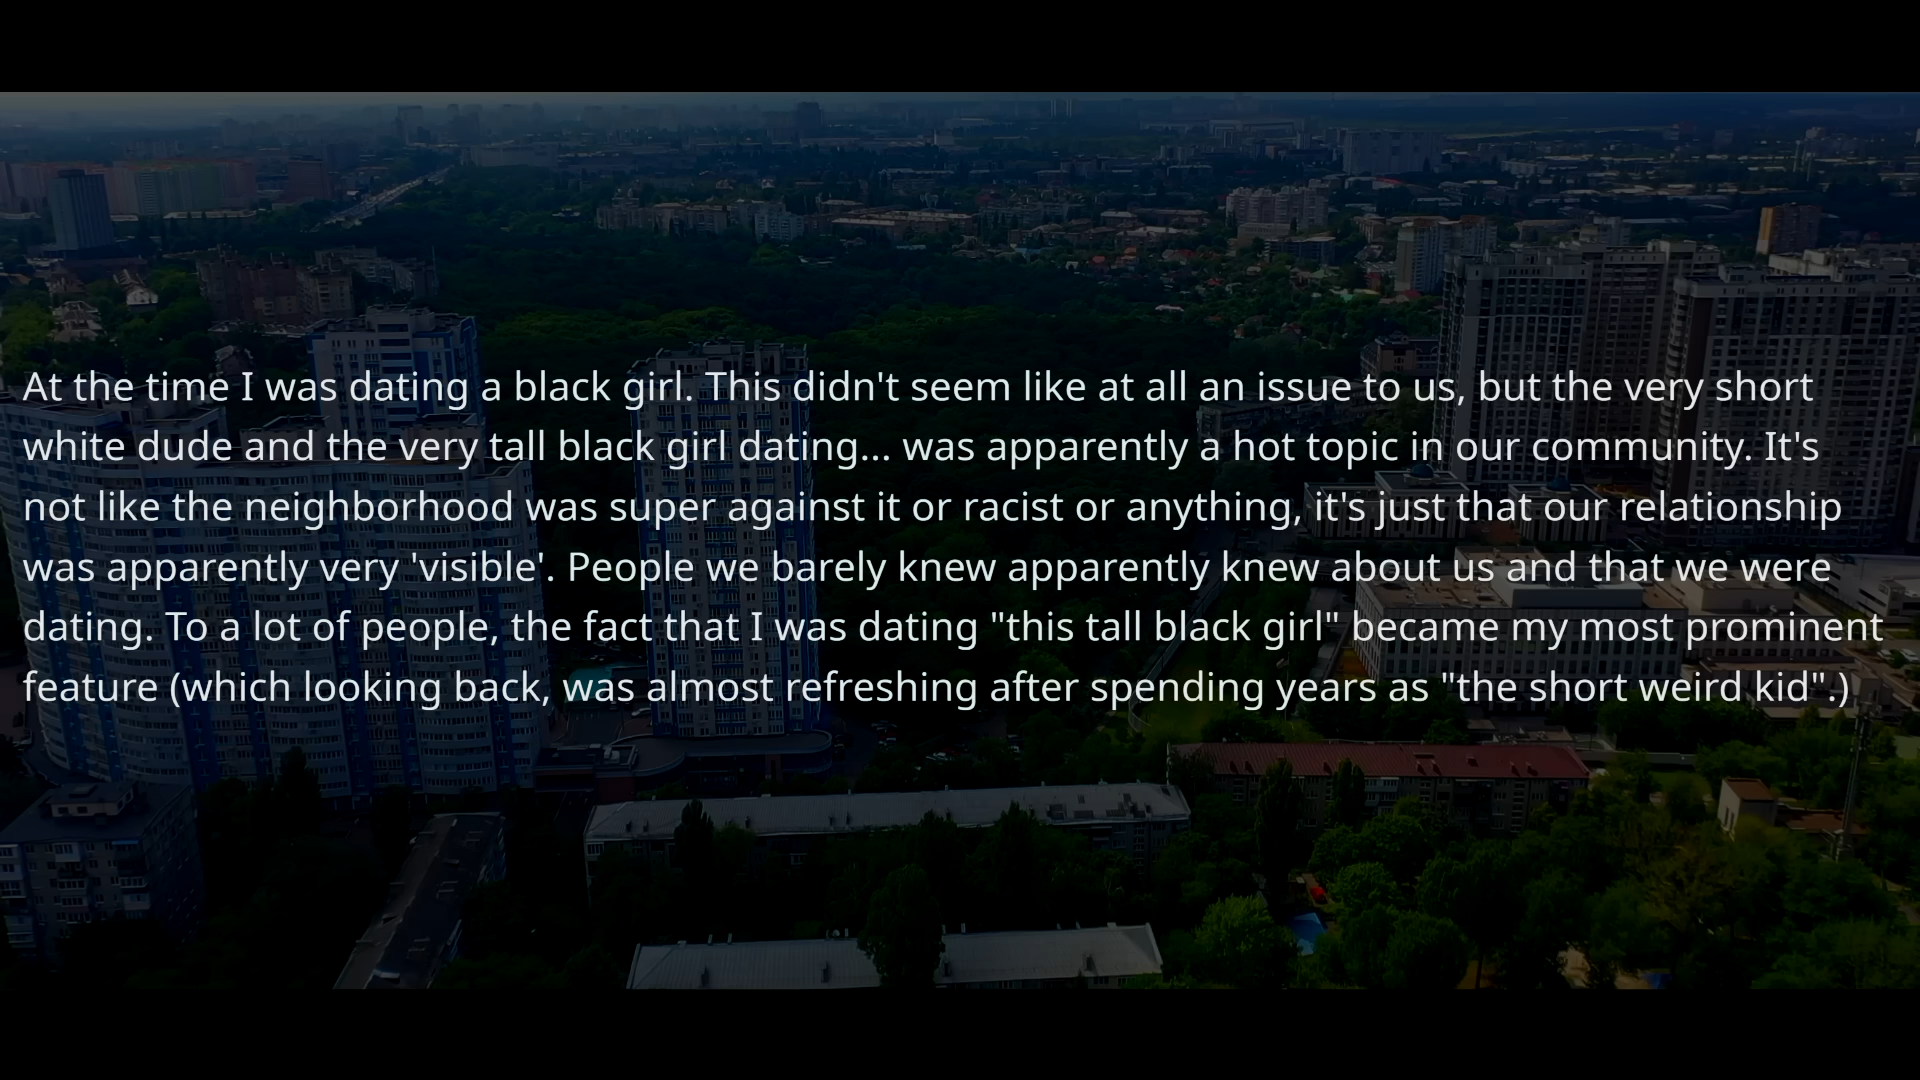 At the time I was dating a black girl. This didn't seem like at all an issue to us, but the very short
white dude and the very tall black girl dating... was apparently a hot topic in our community. It's
not like the neighborhood was super against it or racist or anything, it's just that our relationship
was apparently very 'visible'. People we barely knew apparently knew about us and that we were
dating. To a lot of people, the fact that I was dating "this tall black girl" became my most prominent
feature (which looking back, was almost refreshing after spending years as "the short weird kid".)